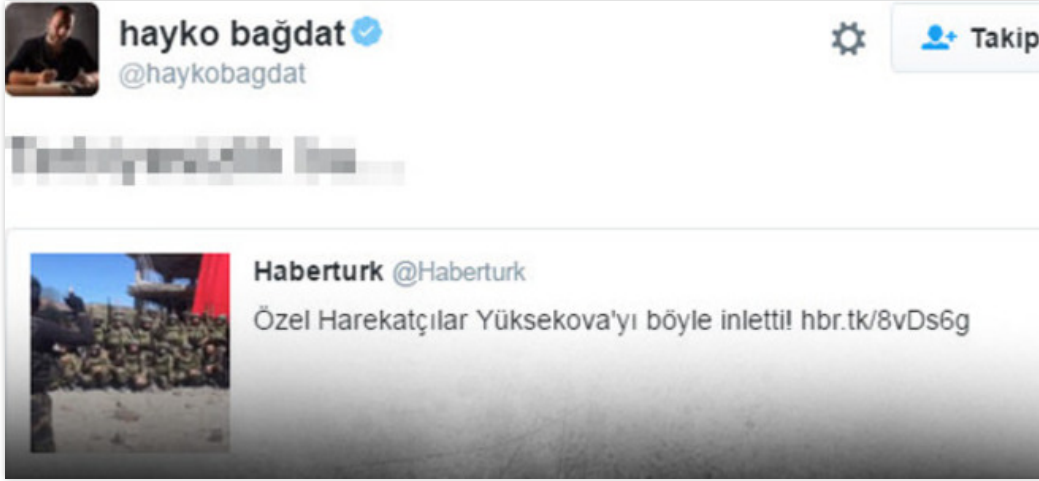 hayko bağdat
@haykobagdat
Takip
Haberturk @Haberturk
Özel Harekatçılar Yüksekova'yı böyle inletti! hbr.tk/8vDs6g